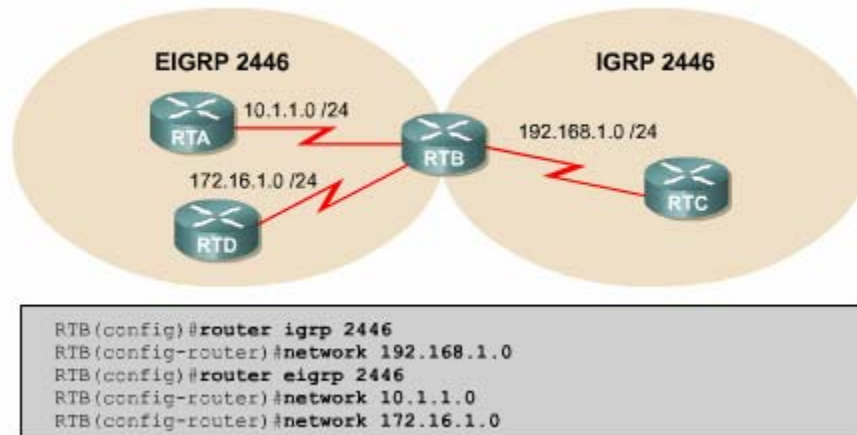 EIGRP 2446
IGRP 2446
10.1.1.0 /24
RTA
192.168.1.0 /24
RTB
172.16.1.0 /24
RTC
RTD
RTB(config)#router igrp 2446
RTB(config-router)#network 192.168.1.0
RTB(config)#router eigrp 2446
RTB(config-router)#network 10.1.1.0
RTB(config-router)#network 172.16.1.0